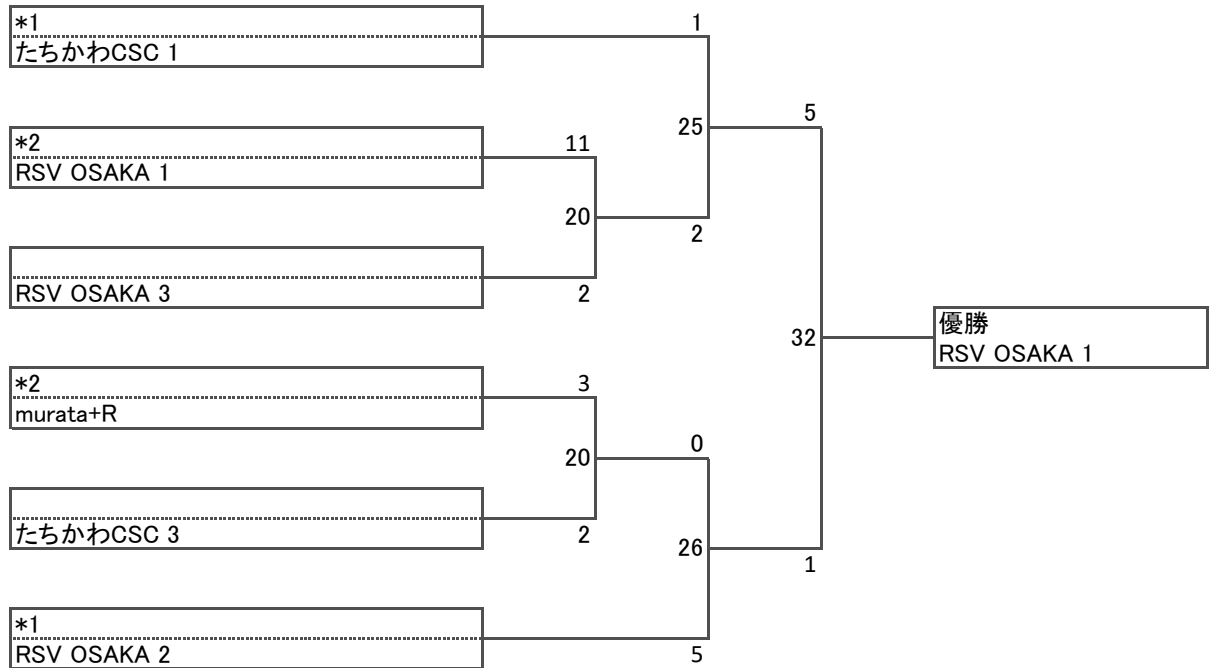 *1
たちかわCSC 1
1
5
25
*2
RSV OSAKA 1
11
20
2
RSV OSAKA 3
2
優勝
RSV OSAKA 1
32
*2
murata+R
3
0
20
たちかわCSC 3
2
26
1
*1
RSV OSAKA 2
5